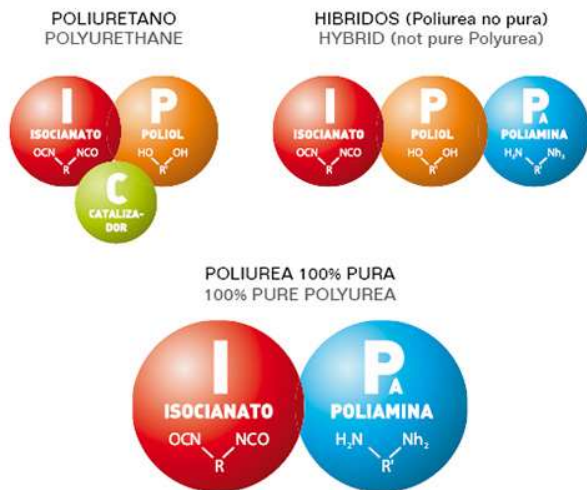 POLIURETANO
POLYURETHANE
I
ISOCIANATO
OCN NCO
R
P
POLIOL
HO OH
R'
C
CATALIZA-
DOR
HIBRIDOS (Poliurea no pura)
HYBRID (not pure Polyurea)
I
ISOCIANATO
OCN NCO
R
P
POLIOL
HO OH
R'
PA
POLIAMINA
H₂N Nh₂
R'
POLIUREA 100% PURA
100% PURE POLYUREA
I
ISOCIANATO
OCN NCO
R
PA
POLIAMINA
H₂N Nh₂
R'